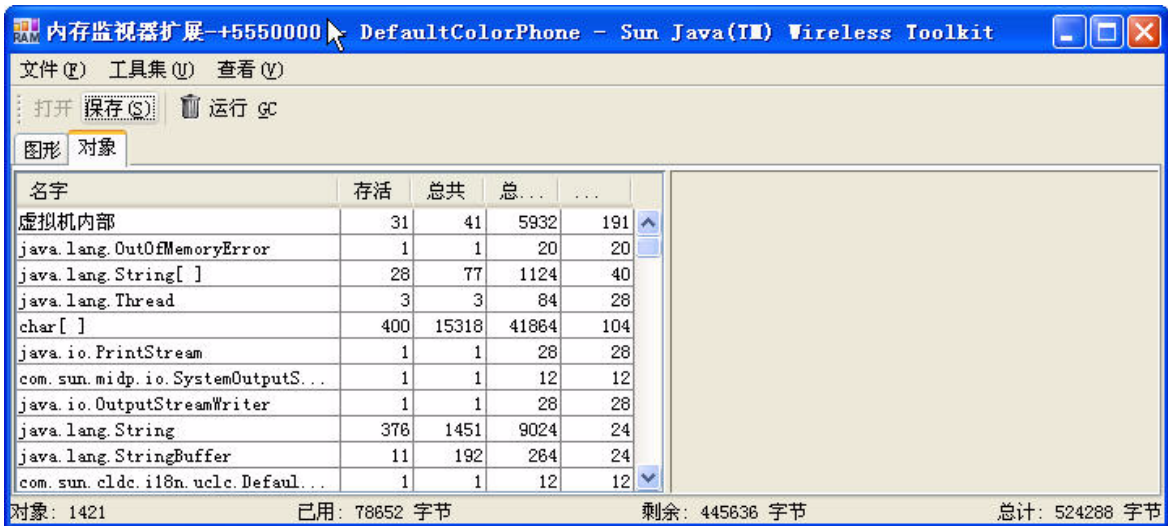 内存监视器扩展-+5550000 - DefaultColorPhone - Sun Java(TM) Wireless Toolkit
文件(F) 工具集(U) 查看(V)
打开 保存(S) 运行 GC
图形 对象
名字 存活 总共 总... ...
虚拟机内部 31 41 5932 191
java.lang.OutOfMemoryError 1 1 20 20
java.lang.String[ ] 28 77 1124 40
java.lang.Thread 3 3 84 28
char[ ] 400 15318 41864 104
java.io.PrintStream 1 1 28 28
com.sun.midp.io.SystemOutputS... 1 1 12 12
java.io.OutputStreamWriter 1 1 28 28
java.lang.String 376 1451 9024 24
java.lang.StringBuffer 11 192 264 24
com.sun.cldc.i18n.uclc.Defaul... 1 1 12 12
对象: 1421 已用: 78652 字节 剩余: 445636 字节 总计: 524288 字节